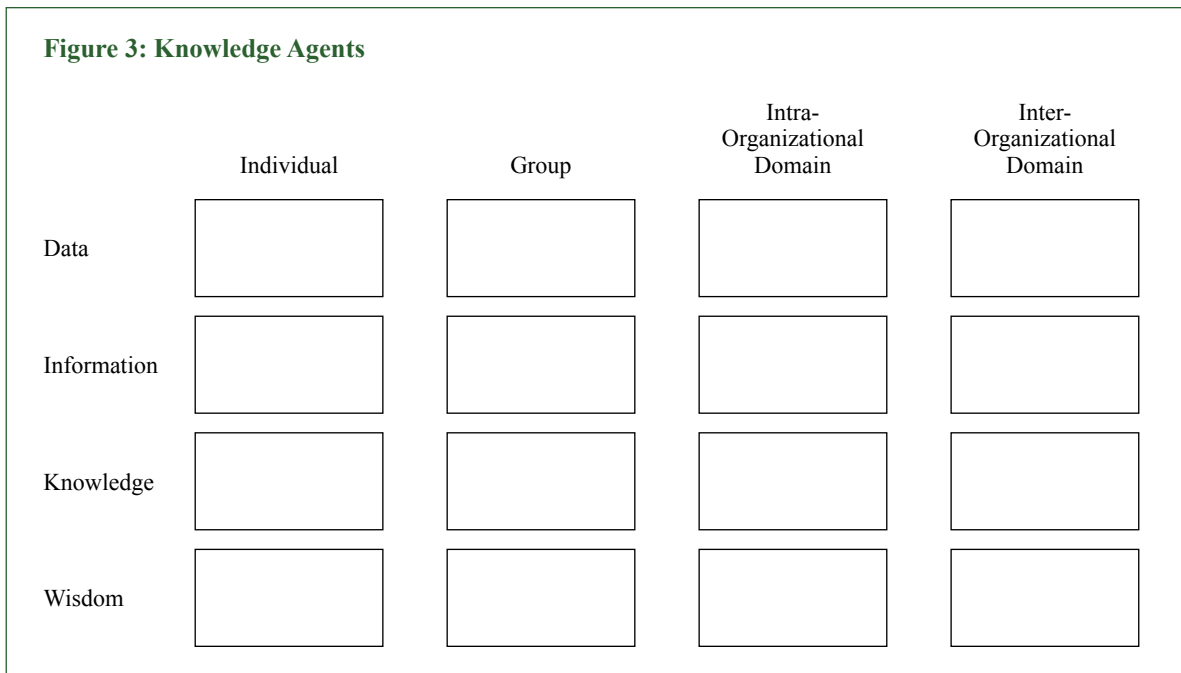 Figure 3: Knowledge Agents
Individual
Group
Intra-
Organizational
Domain
Inter-
Organizational
Domain
Data
Information
Knowledge
Wisdom